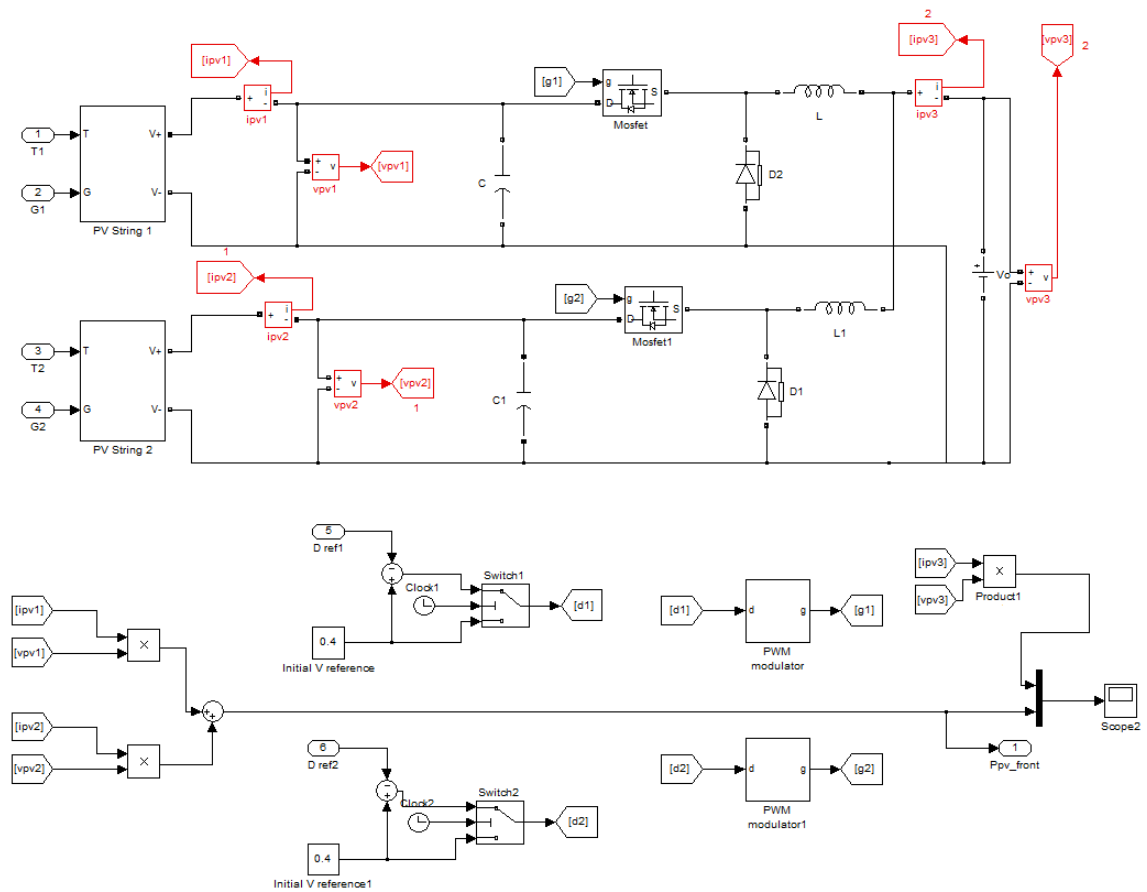 2
[ipv3]
[vpv3]
2
[ipv1]
[g1]
g
D
S
Mosfet
+
-
i
ipv1
+
-
i
ipv3
L
1
T1
T
V+
PV String 1
2
G1
G
V-
+
-
v
vpv1
[vpv1]
C
D2
1
[ipv2]
+
-
i
ipv2
[g2]
g
D
S
Mosfet1
L1
+
Vo
+
-
v
vpv3
3
T2
T
V+
PV String 2
4
G2
G
V-
+
-
v
vpv2
[vpv2]
1
C1
D1
5
D ref1
Clock1
Switch1
[d1]
0.4
Initial V reference
[d1]
d
g
PWM
modulator
[g1]
[ipv3]
[vpv3]
×
Product1
[ipv1]
[vpv1]
×
[ipv2]
[vpv2]
×
+
+
6
D ref2
Clock2
Switch2
[d2]
0.4
Initial V reference1
[d2]
d
g
PWM
modulator1
[g2]
1
Ppv_front
Scope2